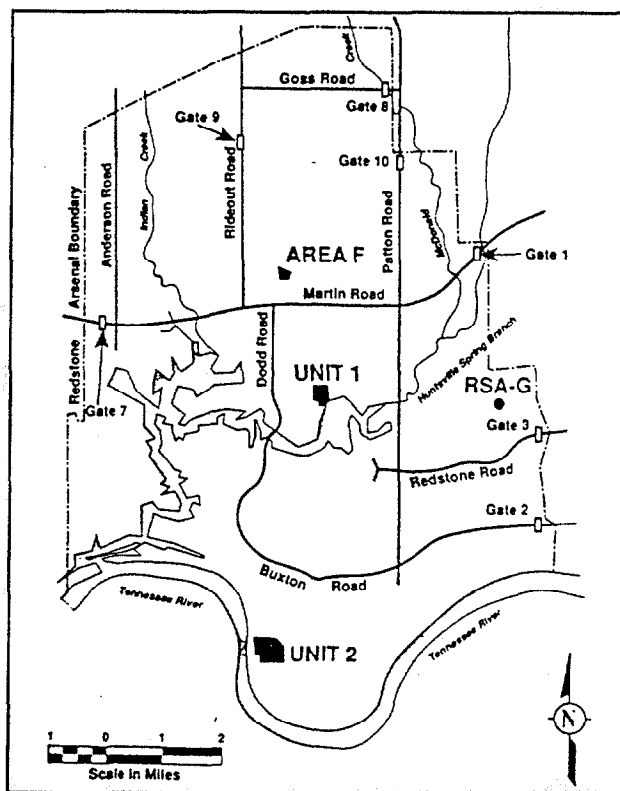 Creek
Creek
Goss Road
Gate 8
Gate 9
Gate 10
Anderson Road
Indian
Creek
Rideout Road
Patton Road
McDonald
Redstone Arsenal Boundary
AREA F
Gate 1
Martin Road
Dodd Road
UNIT 1
Huntsville Spring Branch
RSA-G
Gate 7
Gate 3
Redstone Road
Gate 2
Buxton Road
Tennessee River
Tennessee River
UNIT 2
N
1 0 1 2
Scale in Miles